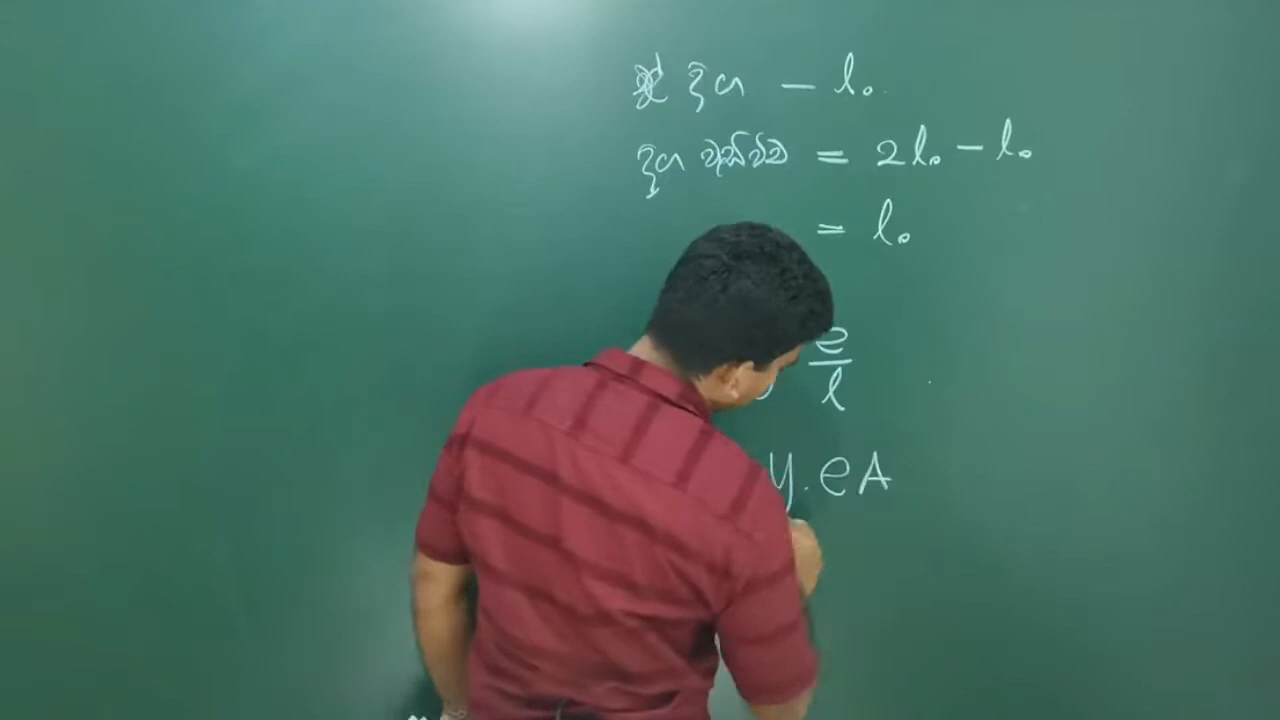 දිග - l₀
දිග වැඩිවීම = 2l₀ - l₀
= l₀
e/l
y.eA